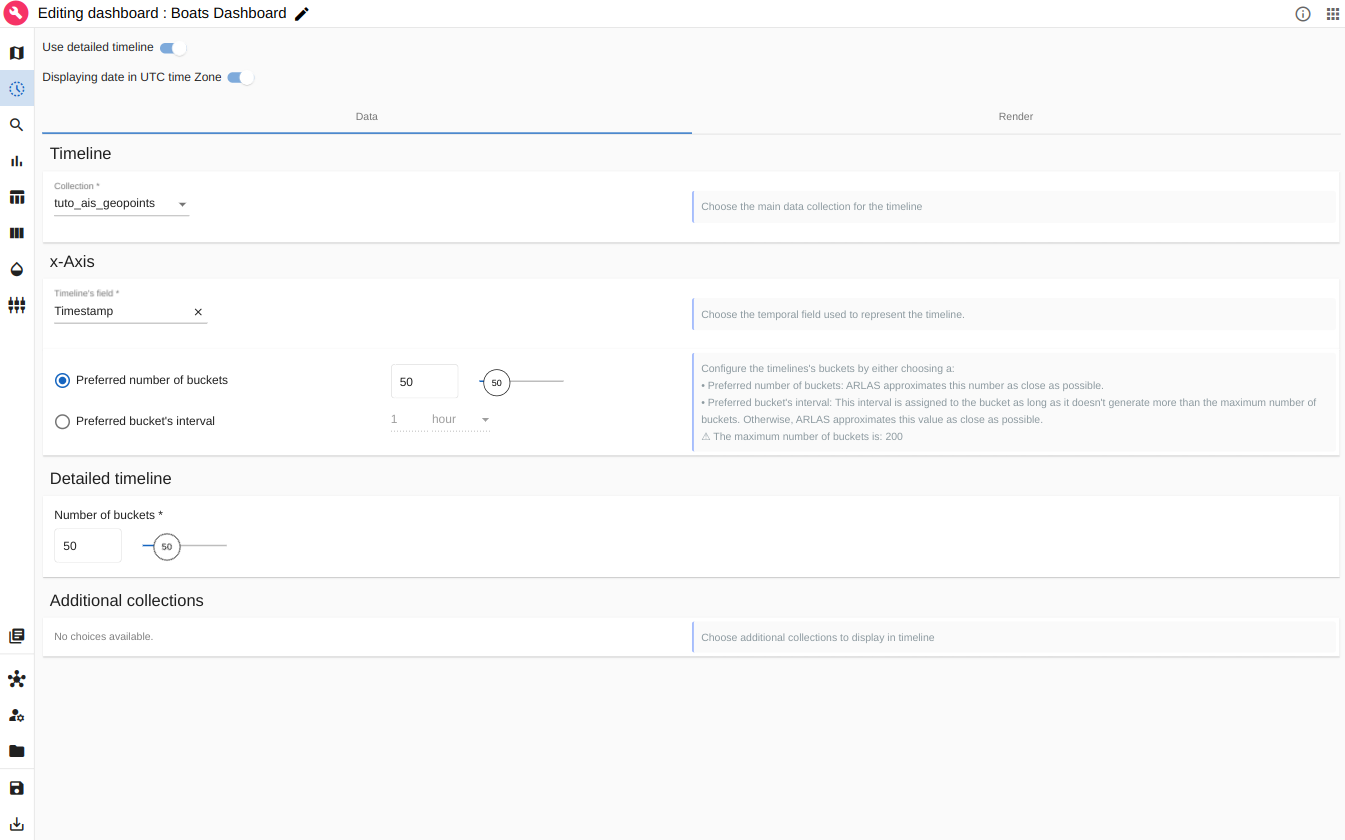 Editing dashboard : Boats Dashboard
Use detailed timeline
Displaying date in UTC time Zone
Data
Render
Timeline
Collection *
tuto_ais_geopoints
Choose the main data collection for the timeline
x-Axis
Timeline's field *
Timestamp
Choose the temporal field used to represent the timeline.
Preferred number of buckets
50
50
Preferred bucket's interval
1
hour
Configure the timelines's buckets by either choosing a:
• Preferred number of buckets: ARLAS approximates this number as close as possible.
• Preferred bucket's interval: This interval is assigned to the bucket as long as it doesn't generate more than the maximum number of
buckets. Otherwise, ARLAS approximates this value as close as possible.
⚠ The maximum number of buckets is: 200
Detailed timeline
Number of buckets *
50
50
Additional collections
No choices available.
Choose additional collections to display in timeline